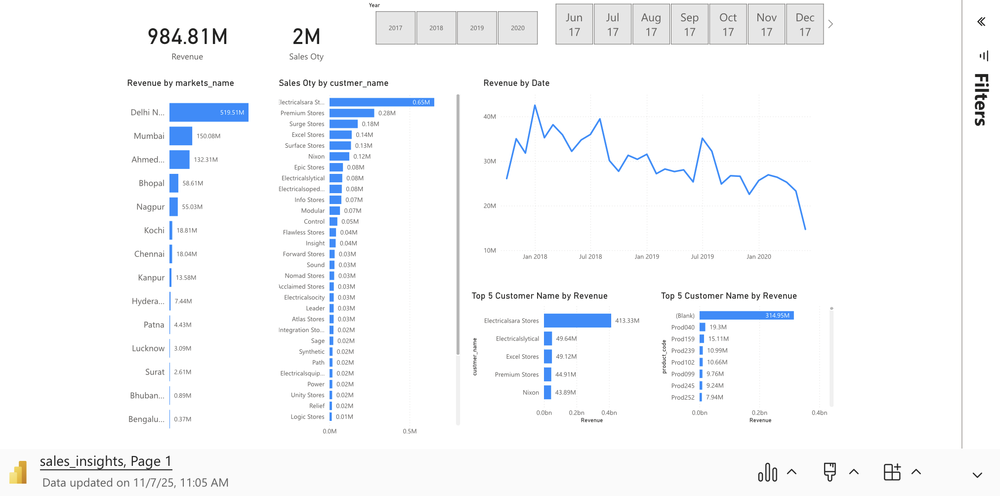 Year
2017
2018
2019
2020
Jun 17
Jul 17
Aug 17
Sep 17
Oct 17
Nov 17
Dec 17
Filters
984.81M
Revenue
2M
Sales Qty
Revenue by markets_name
Delhi N... 519.51M
Mumbai 150.08M
Ahmed... 132.31M
Bhopal 58.61M
Nagpur 55.03M
Kochi 18.81M
Chennai 18.04M
Kanpur 13.58M
Hydera... 7.44M
Patna 4.43M
Lucknow 3.09M
Surat 2.61M
Bhuban... 0.89M
Bengalu... 0.37M
Sales Qty by custmer_name
Electricalsara St... 0.65M
Premium Stores 0.28M
Surge Stores 0.18M
Excel Stores 0.14M
Surface Stores 0.13M
Nixon 0.12M
Epic Stores 0.08M
Electricalslytical 0.08M
Electricalsoped... 0.08M
Info Stores 0.07M
Modular 0.07M
Control 0.05M
Flawless Stores 0.04M
Insight 0.04M
Forward Stores 0.03M
Sound 0.03M
Nomad Stores 0.03M
Acclaimed Stores 0.03M
Electricalsocity 0.03M
Leader 0.03M
Atlas Stores 0.03M
Integration Sto... 0.02M
Sage 0.02M
Synthetic 0.02M
Path 0.02M
Electricalsquip... 0.02M
Power 0.02M
Unity Stores 0.02M
Relief 0.02M
Logic Stores 0.01M
0.0M 0.5M
Revenue by Date
40M
30M
20M
10M
Jan 2018 Jul 2018 Jan 2019 Jul 2019 Jan 2020
Top 5 Customer Name by Revenue
custmer_name
Electricalsara Stores 413.33M
Electricalslytical 49.64M
Excel Stores 49.12M
Premium Stores 44.91M
Nixon 43.89M
0.0bn 0.2bn 0.4bn
Revenue
Top 5 Customer Name by Revenue
product_code
(Blank) 314.95M
Prod040 19.3M
Prod159 15.11M
Prod239 10.99M
Prod102 10.66M
Prod099 9.76M
Prod245 9.24M
Prod252 7.94M
0.0bn 0.2bn 0.4bn
Revenue
sales_insights, Page 1
Data updated on 11/7/25, 11:05 AM